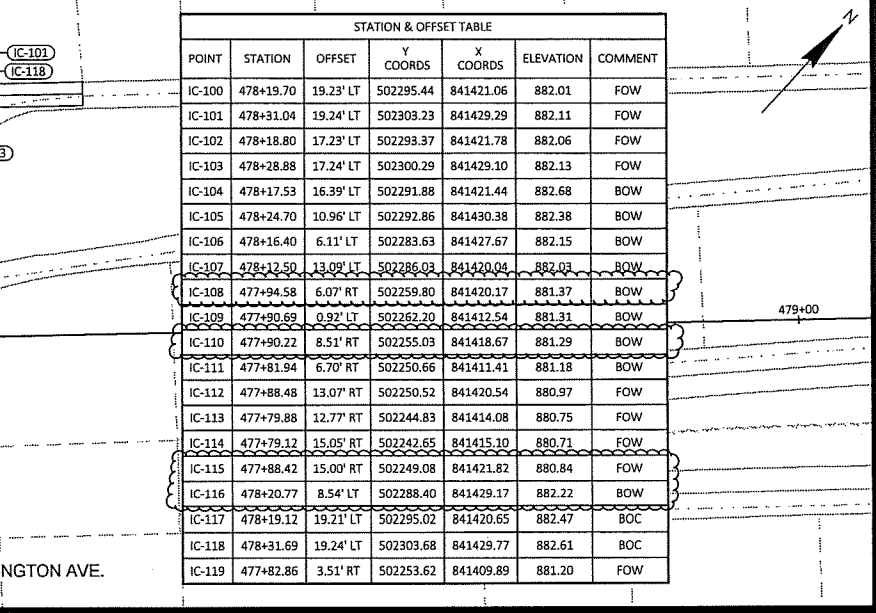 IC-101
IC-118
3
N
STATION & OFFSET TABLE
POINT STATION OFFSET Y COORDS X COORDS ELEVATION COMMENT
IC-100 478+19.70 19.23' LT 502295.44 841421.06 882.01 FOW
IC-101 478+31.04 19.24' LT 502303.23 841429.29 882.11 FOW
IC-102 478+18.80 17.23' LT 502293.37 841421.78 882.06 FOW
IC-103 478+28.88 17.24' LT 502300.29 841429.10 882.13 FOW
IC-104 478+17.53 16.39' LT 502291.88 841421.44 882.68 BOW
IC-105 478+24.70 10.96' LT 502292.86 841430.38 882.38 BOW
IC-106 478+16.40 6.11' LT 502283.63 841427.67 882.15 BOW
IC-107 478+12.50 13.09' LT 502286.03 841420.04 882.03 BOW
IC-108 477+94.58 6.07' RT 502259.80 841420.17 881.37 BOW
IC-109 477+90.69 0.92' LT 502262.20 841412.54 881.31 BOW
IC-110 477+90.22 8.51' RT 502255.03 841418.67 881.29 BOW
IC-111 477+81.94 6.70' RT 502250.66 841411.41 881.18 BOW
IC-112 477+88.48 13.07' RT 502250.52 841420.54 880.97 FOW
IC-113 477+79.88 12.77' RT 502244.83 841414.08 880.75 FOW
IC-114 477+79.12 15.05' RT 502242.65 841415.10 880.71 FOW
IC-115 477+88.42 15.00' RT 502249.08 841421.82 880.84 FOW
IC-116 478+20.77 8.54' LT 502288.40 841429.17 882.22 BOW
IC-117 478+19.12 19.21' LT 502295.02 841420.65 882.47 BOC
IC-118 478+31.69 19.24' LT 502303.68 841429.77 882.61 BOC
IC-119 477+82.86 3.51' RT 502253.62 841409.89 881.20 FOW
479+00
NGTON AVE.